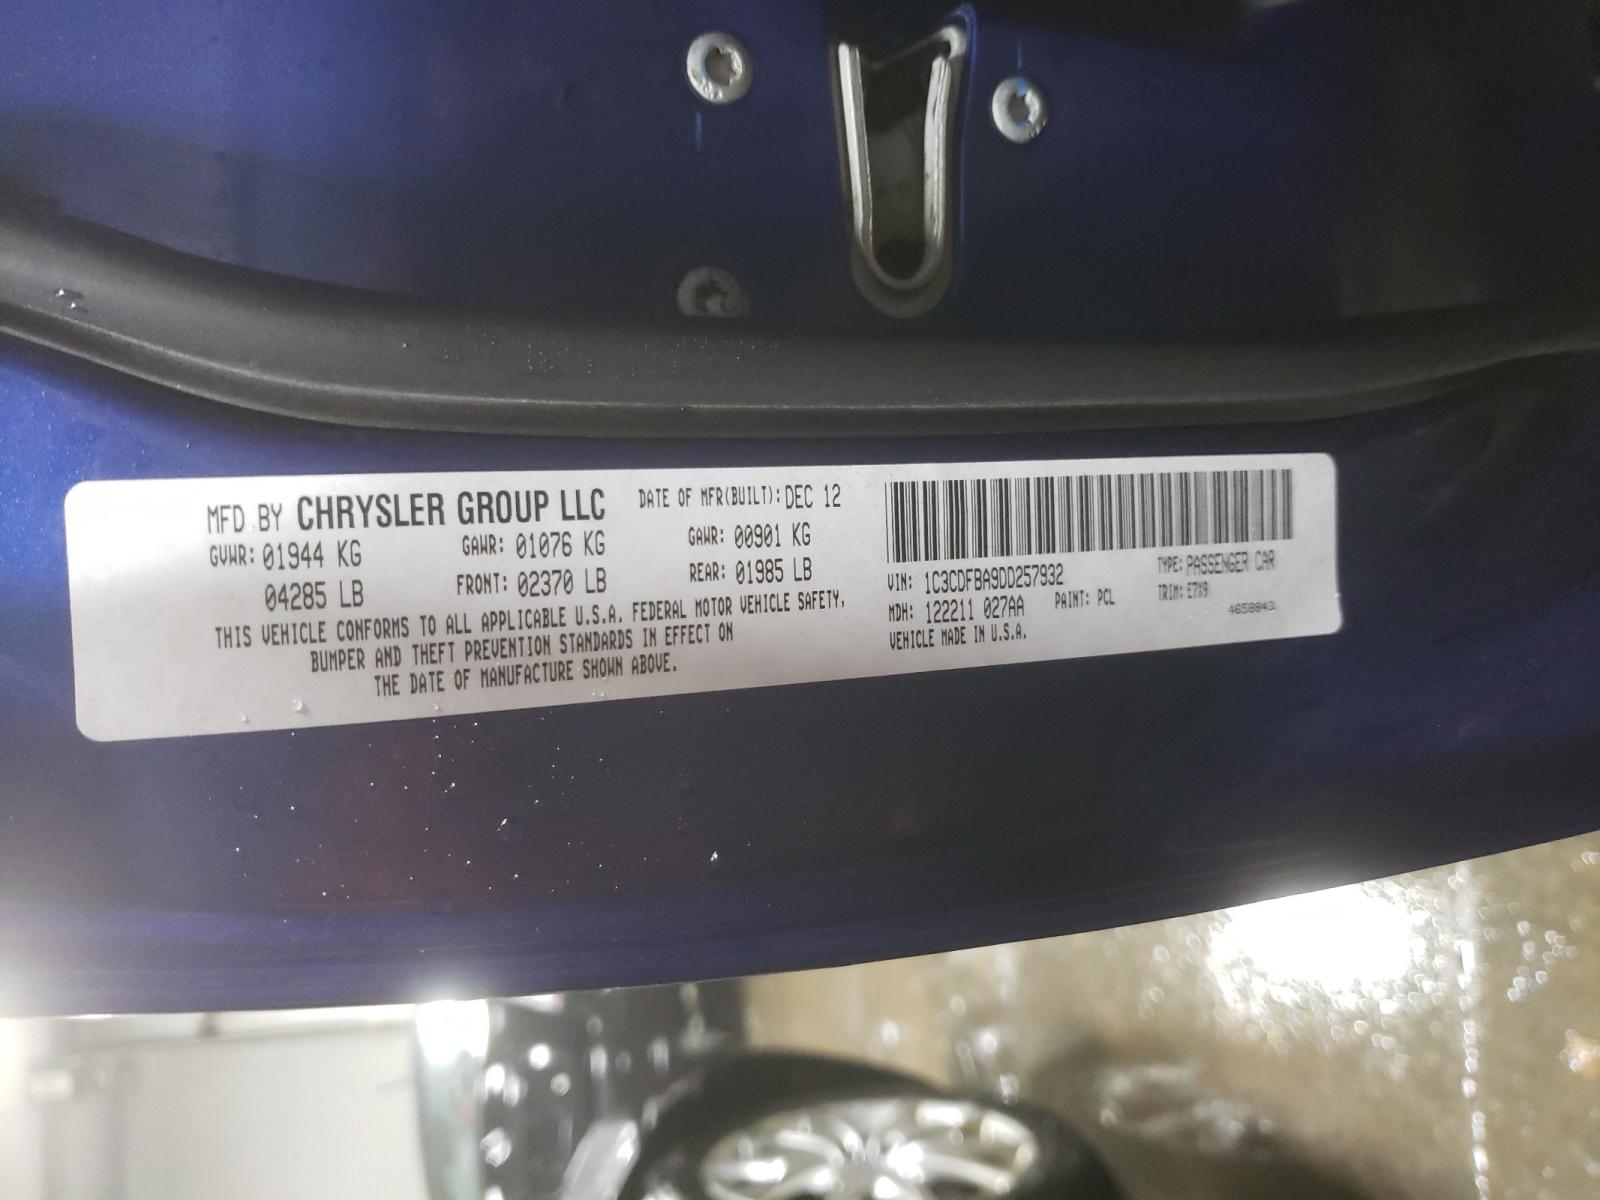 MFD BY CHRYSLER GROUP LLC DATE OF MFR(BUILT): DEC 12
GVWR: 01944 KG GAWR: 01076 KG GAWR: 00901 KG
04285 LB FRONT: 02370 LB REAR: 01985 LB
THIS VEHICLE CONFORMS TO ALL APPLICABLE U.S.A. FEDERAL MOTOR VEHICLE SAFETY,
BUMPER AND THEFT PREVENTION STANDARDS IN EFFECT ON
THE DATE OF MANUFACTURE SHOWN ABOVE.
VIN: 1C3CDFBA9DD257932 TYPE: PASSENGER CAR
MDH: 122211 027AA PAINT: PCL TRIM: E7X9
VEHICLE MADE IN U.S.A.